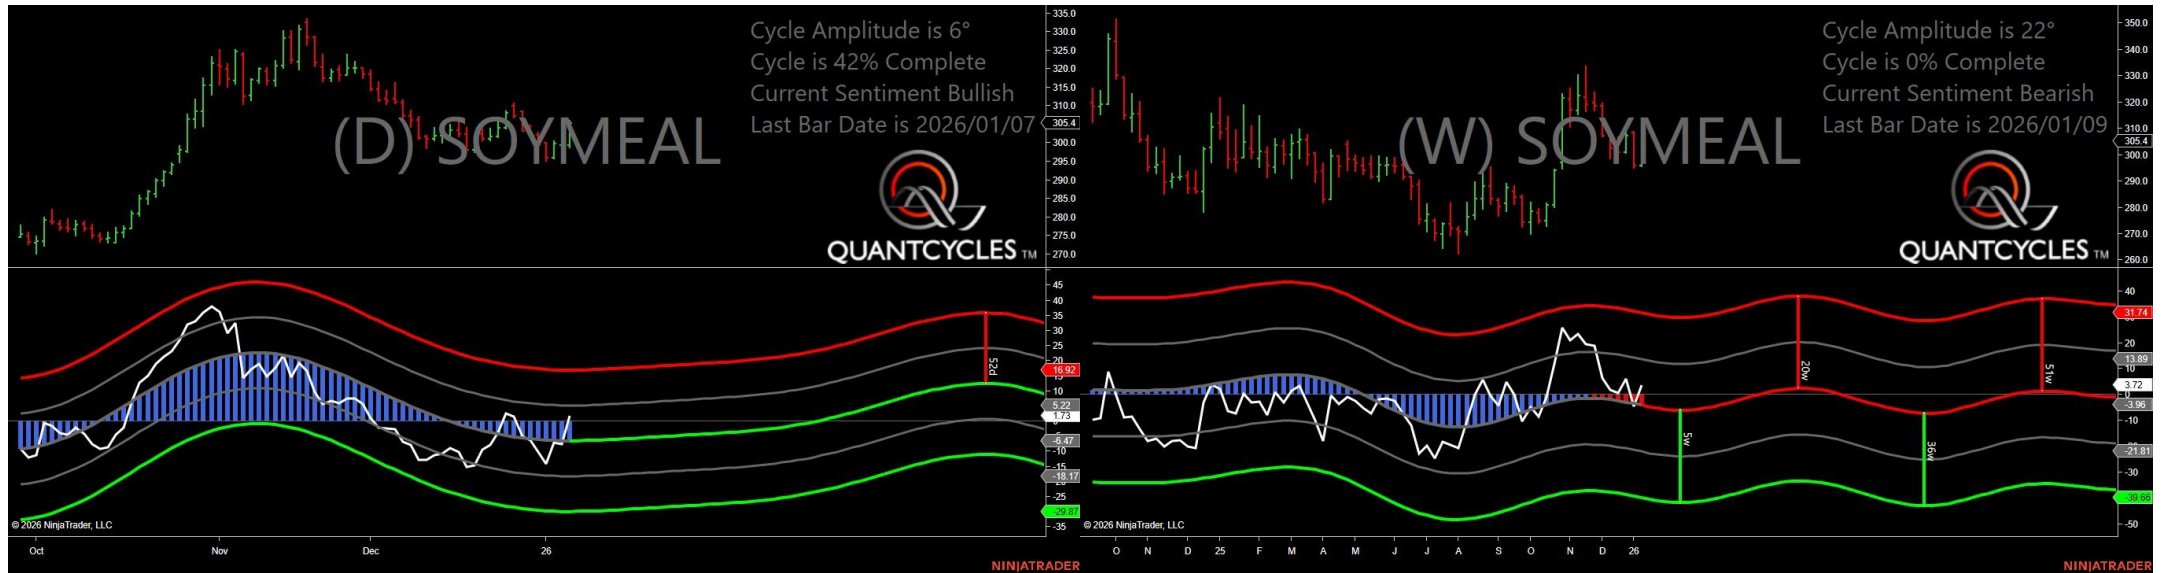 Cycle Amplitude is 6°
Cycle is 42% Complete
Current Sentiment Bullish
Last Bar Date is 2026/01/07
(D) SOYMEAL
QUANTCYCLES TM
335.0
330.0
325.0
320.0
315.0
310.0
305.4
300.0
295.0
290.0
285.0
280.0
275.0
270.0
45
40
35
30
25
20
16.92
10
5.22
1.73
-6.47
-10
-15
-18.17
-25
-29.87
-35
52d
© 2026 NinjaTrader, LLC
Oct Nov Dec 26
NINJATRADER
Cycle Amplitude is 22°
Cycle is 0% Complete
Current Sentiment Bearish
Last Bar Date is 2026/01/09
(W) SOYMEAL
QUANTCYCLES TM
350.0
340.0
330.0
320.0
310.0
305.4
300.0
290.0
280.0
270.0
260.0
40
31.74
20
13.89
10
3.72
0
-3.96
-10
-21.81
-30
-39.66
-50
5w
20w
36w
51w
© 2026 NinjaTrader, LLC
O N D 25 F M A M J J A S O N D 26
NINJATRADER